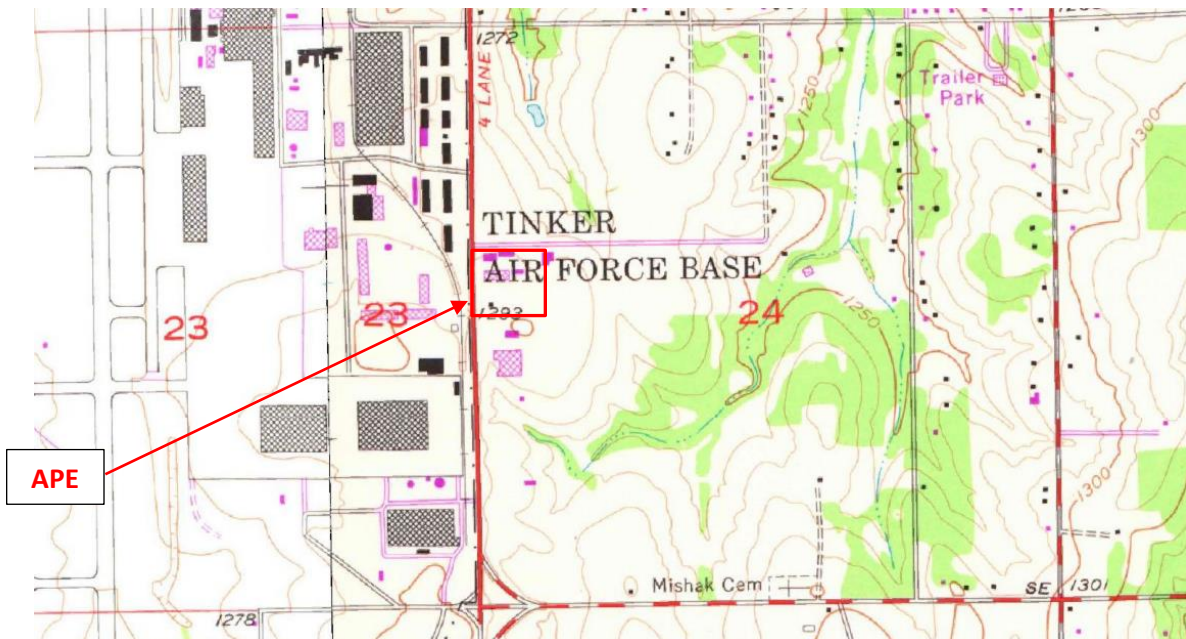 1272
4 LANE
1250
Trailer
Park
1300
TINKER
AIR FORCE BASE
23
23
1293
24
1250
APE
1300
Mishak Cem
SE
1301
1278